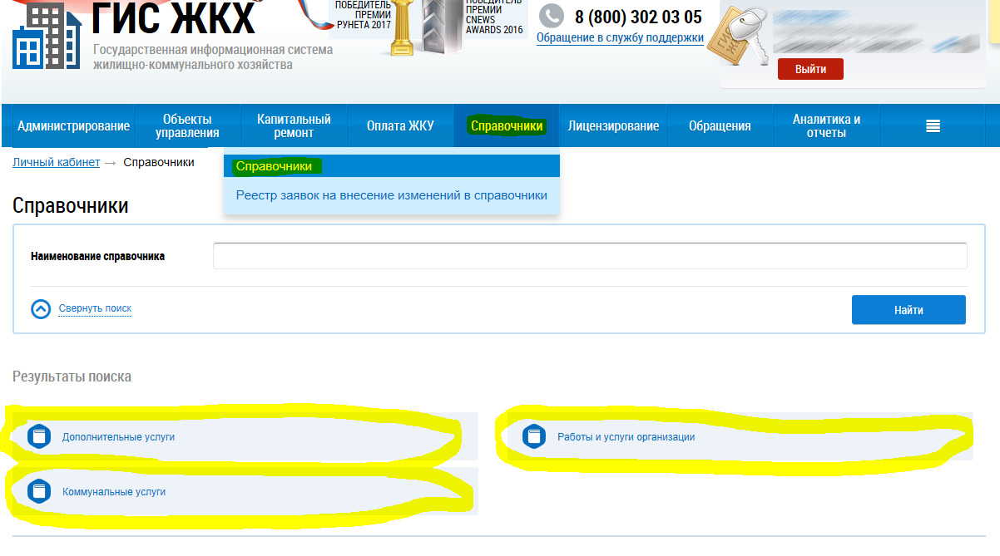 ГИС ЖКХ
Государственная информационная система
жилищно-коммунального хозяйства
ПОБЕДИТЕЛЬ
ПРЕМИИ
РУНЕТА 2017
ПОБЕДИТЕЛЬ
ПРЕМИИ
CNEWS
AWARDS 2016
8 (800) 302 03 05
Обращение в службу поддержки
ГИС
ЖКХ
Выйти
Администрирование
Объекты
управления
Капитальный
ремонт
Оплата ЖКУ
Справочники
Лицензирование
Обращения
Аналитика и
отчеты
Личный кабинет → Справочники
Справочники
Реестр заявок на внесение изменений в справочники
Справочники
Наименование справочника
Свернуть поиск
Найти
Результаты поиска
Дополнительные услуги
Работы и услуги организации
Коммунальные услуги